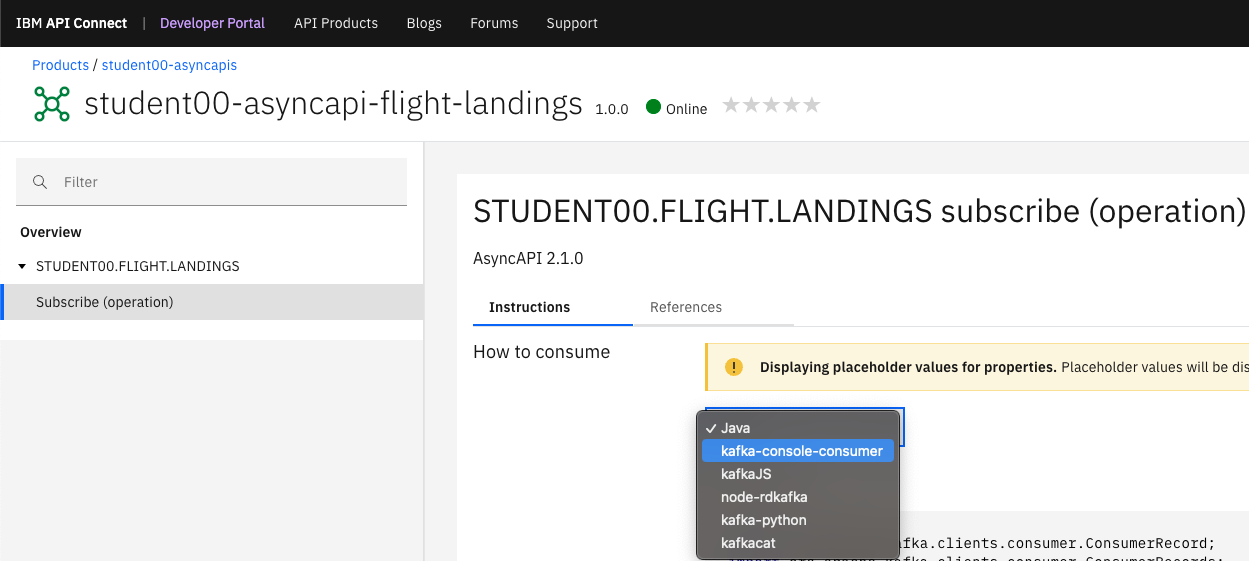 IBM API Connect | Developer Portal API Products Blogs Forums Support
Products / student00-asyncapis
student00-asyncapi-flight-landings 1.0.0 Online
Filter
Overview
STUDENT00.FLIGHT.LANDINGS
Subscribe (operation)
STUDENT00.FLIGHT.LANDINGS subscribe (operation)
AsyncAPI 2.1.0
Instructions References
How to consume
Displaying placeholder values for properties. Placeholder values will be dis
✓ Java
kafka-console-consumer
kafkaJS
node-rdkafka
kafka-python
kafkacat
afka.clients.consumer.ConsumerRecord;